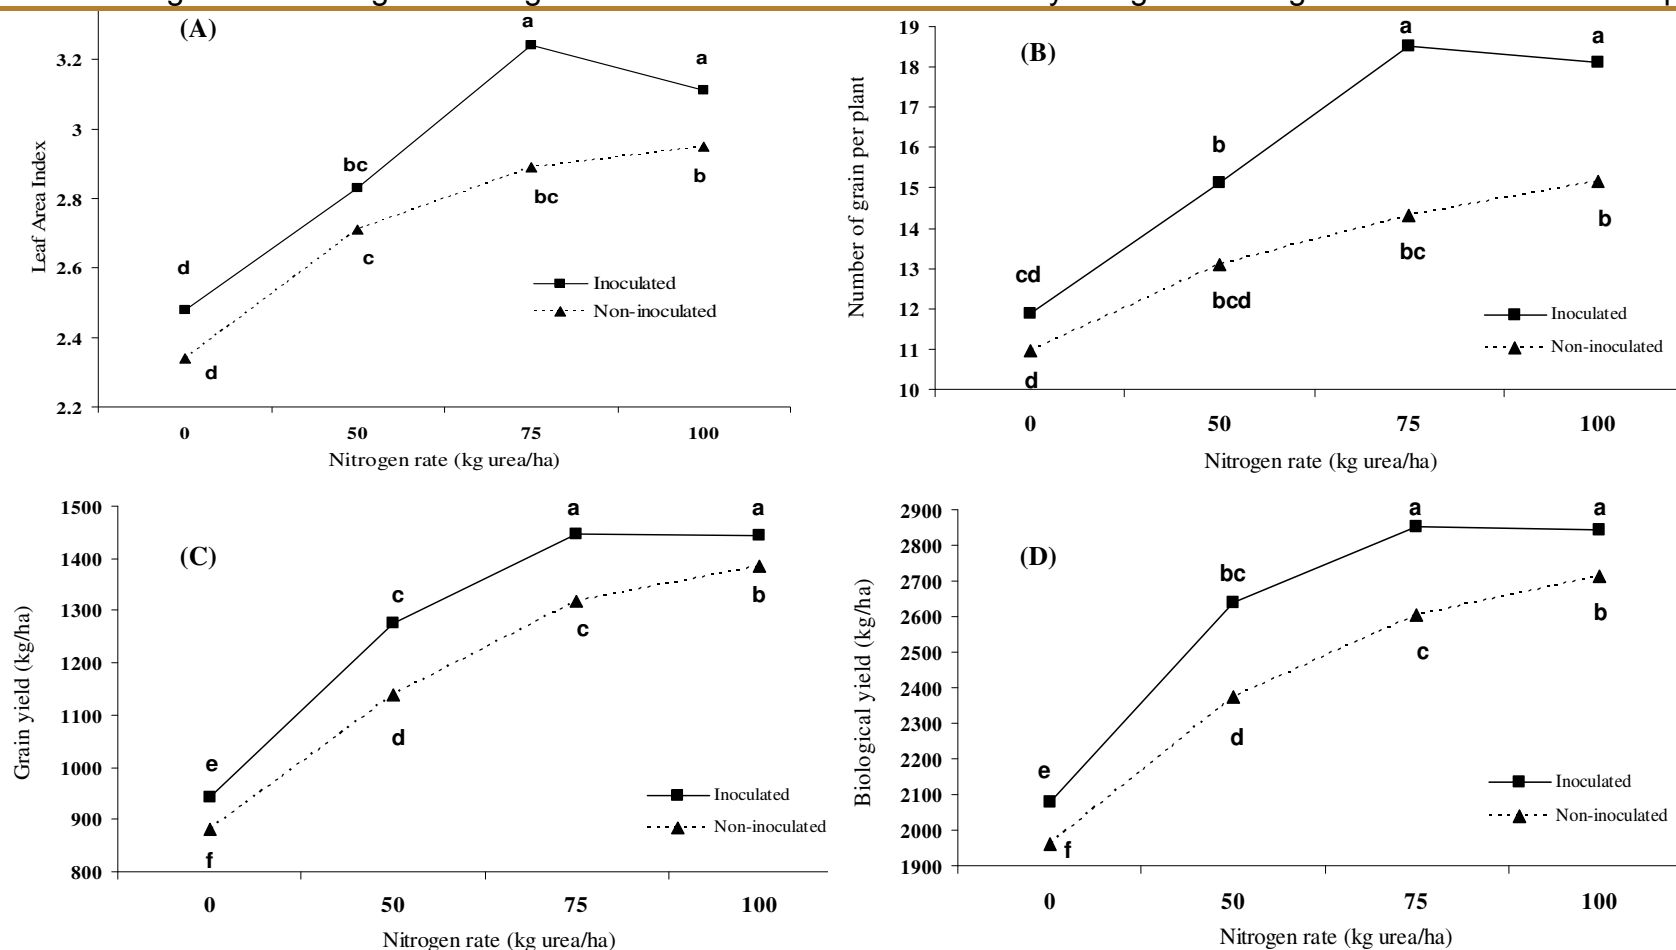 (A)
a
a
3.2
3
bc
b
bc
2.8
c
d
2.6
d
2.4
2.2
Leaf Area Index
Inoculated
Non-inoculated
0 50 75 100
Nitrogen rate (kg urea/ha)
(B)
a
a
19
18
17
16
15
14
13
12
11
10
b
b
bc
cd
bcd
d
Number of grain per plant
Inoculated
Non-inoculated
0 50 75 100
Nitrogen rate (kg urea/ha)
(C)
a
a
1500
1400
1300
1200
1100
1000
900
800
c
b
c
d
e
f
Grain yield (kg/ha)
Inoculated
Non-inoculated
0 50 75 100
Nitrogen rate (kg urea/ha)
(D)
a
a
2900
2800
2700
2600
2500
2400
2300
2200
2100
2000
1900
bc
b
c
d
e
f
Biological yield (kg/ha)
Inoculated
Non-inoculated
0 50 75 100
Nitrogen rate (kg urea/ha)